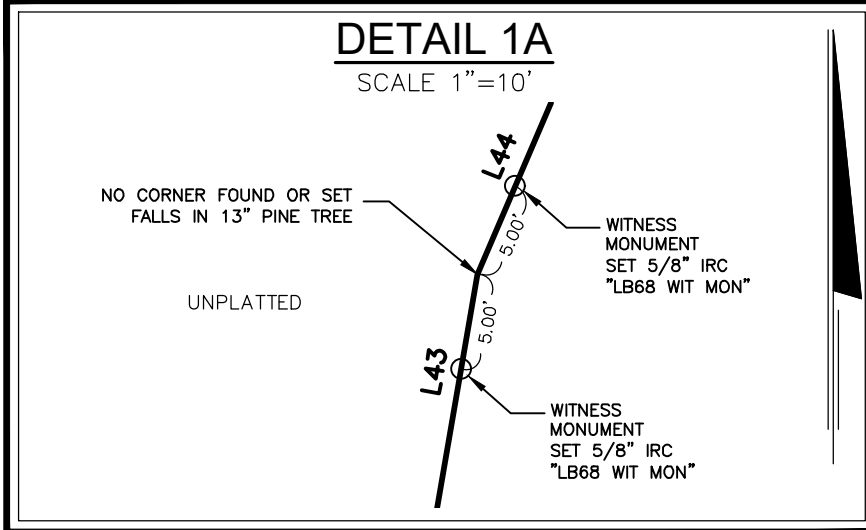 DETAIL 1A
SCALE 1"=10'
L44
NO CORNER FOUND OR SET
FALLS IN 13" PINE TREE
5.00'
WITNESS
MONUMENT
SET 5/8" IRC
"LB68 WIT MON"
UNPLATTED
5.00'
L43
WITNESS
MONUMENT
SET 5/8" IRC
"LB68 WIT MON"